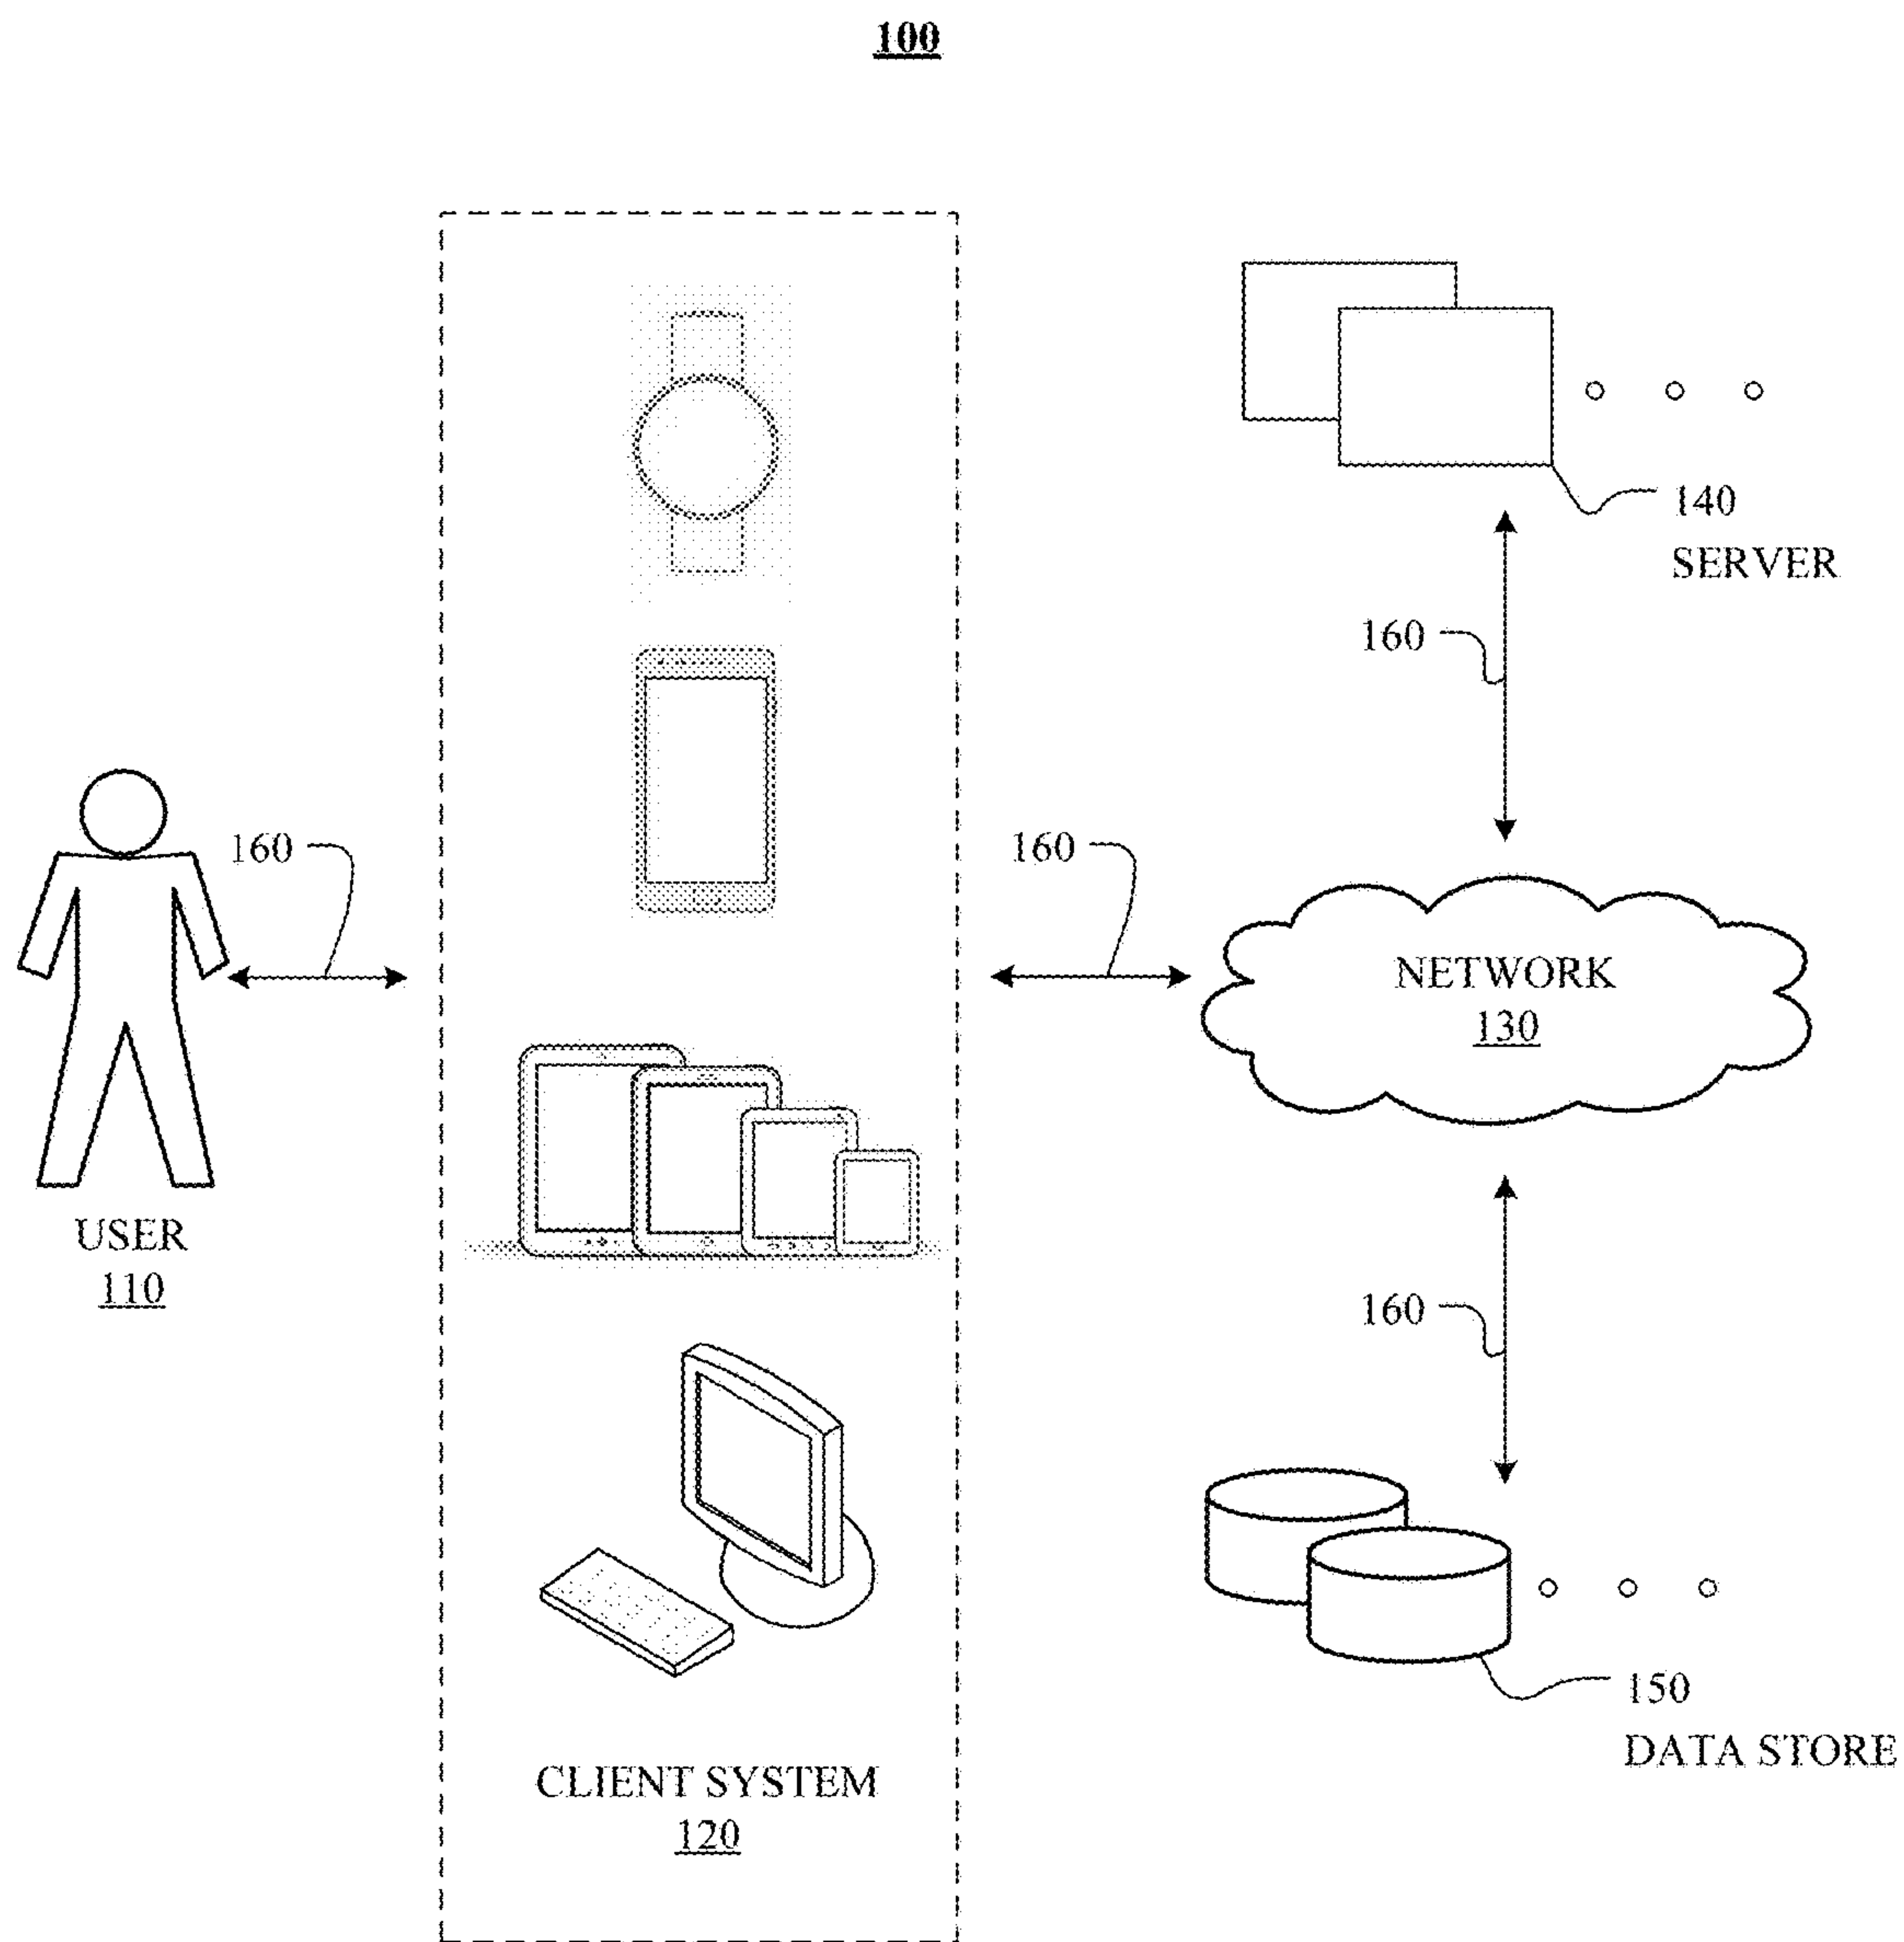 100
140
SERVER
160
160
160
NETWORK
130
USER
110
160
150
DATA STORE
CLIENT SYSTEM
120